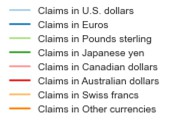 Claims in U.S. dollars
Claims in Euros
Claims in Pounds sterling
Claims in Japanese yen
Claims in Canadian dollars
Claims in Australian dollars
Claims in Swiss francs
Claims in Other currencies